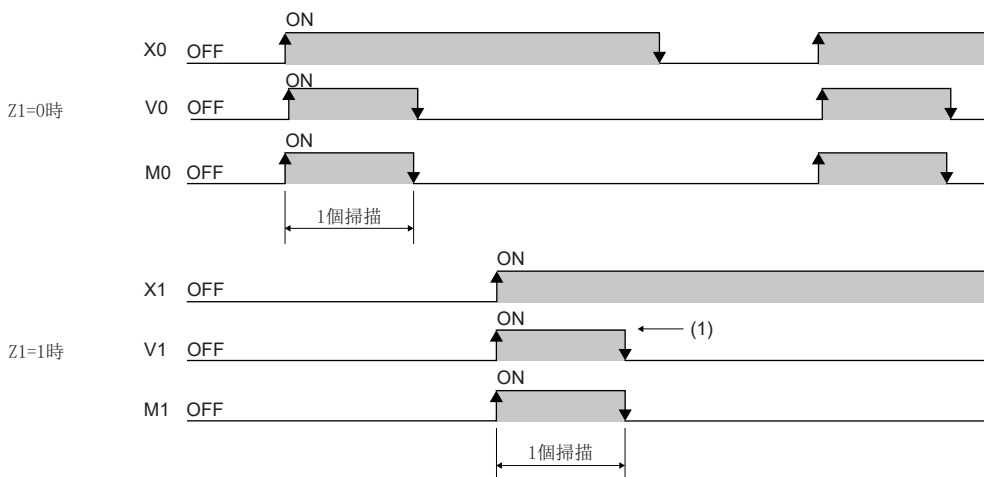 ON
X0 OFF
ON
Z1=0時 V0 OFF
ON
M0 OFF
1個掃描
ON
X1 OFF
ON
Z1=1時 V1 OFF (1)
ON
M1 OFF
1個掃描